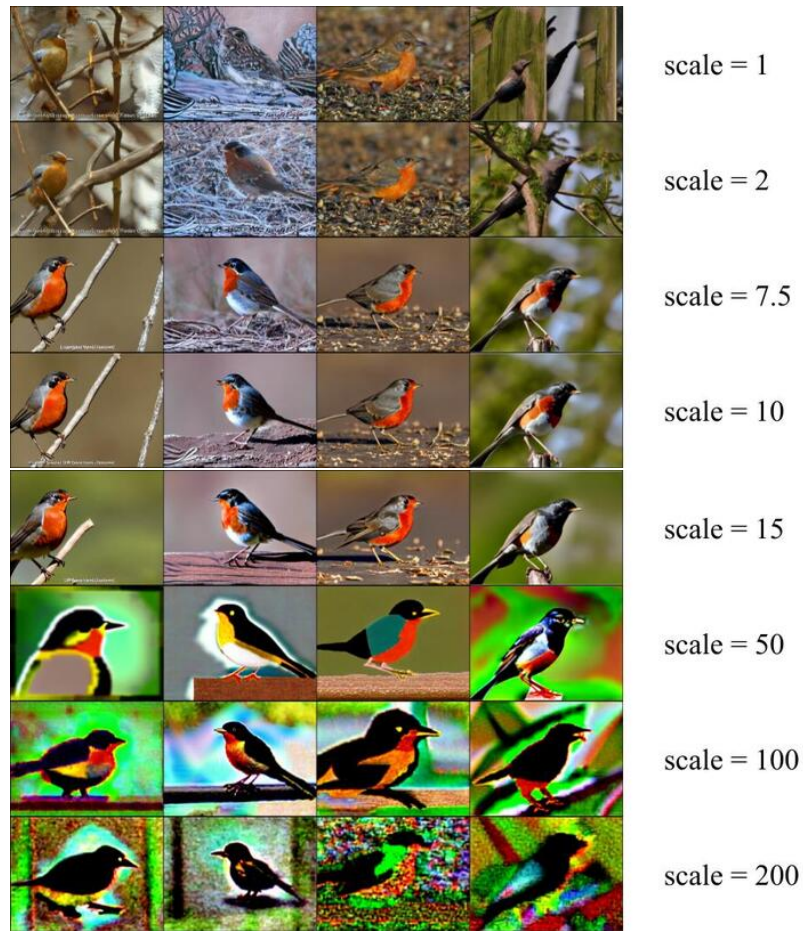 scale = 1
scale = 2
scale = 7.5
scale = 10
scale = 15
scale = 50
scale = 100
scale = 200